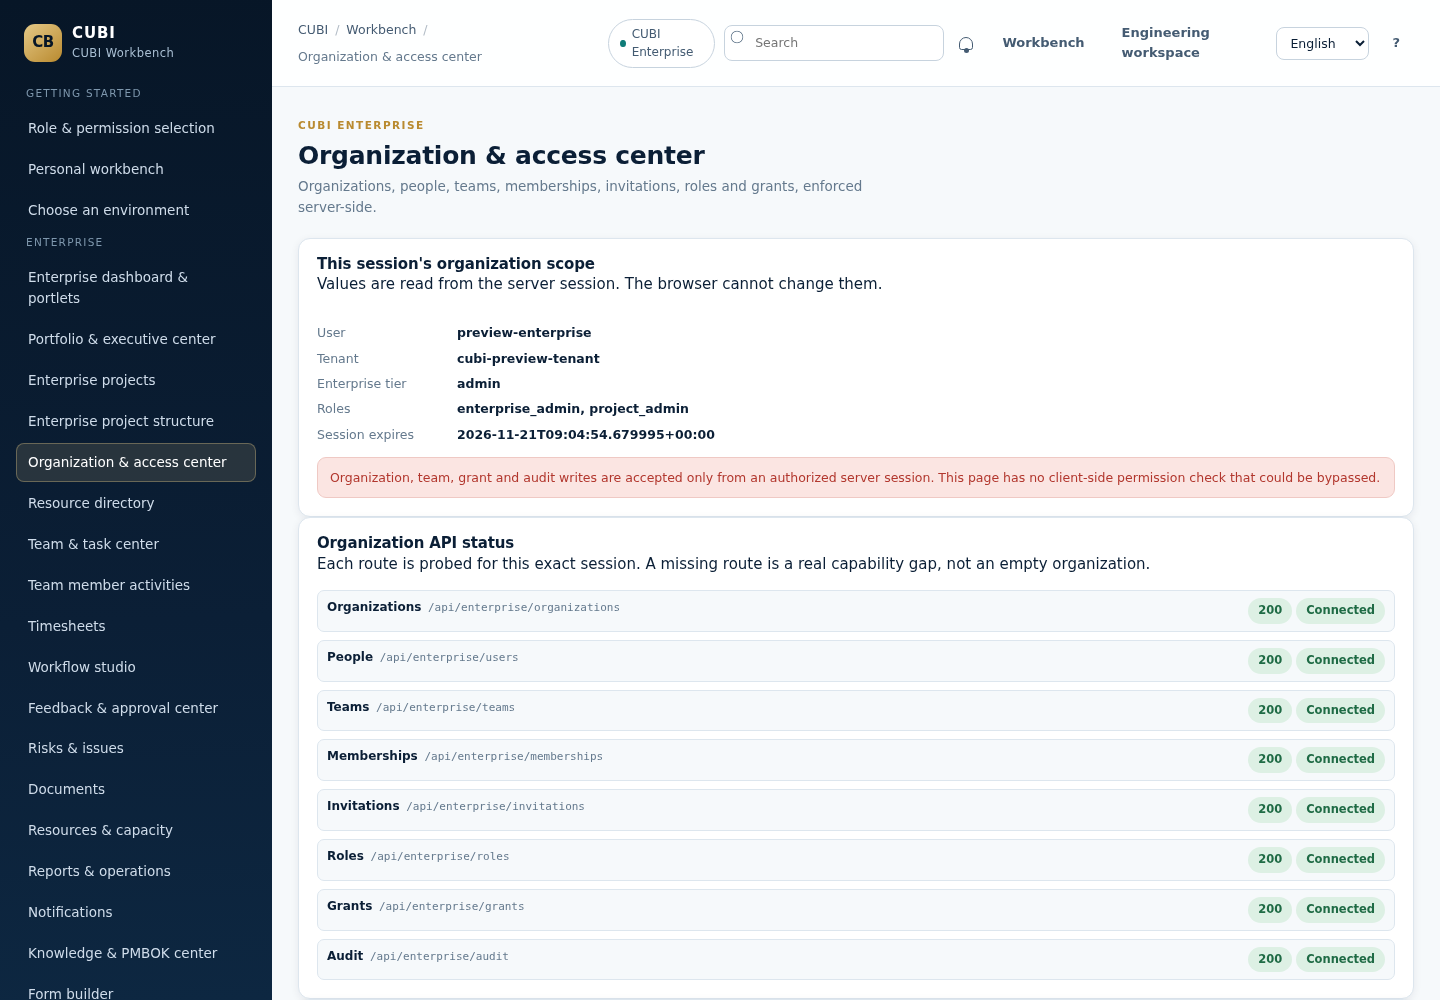 CB
CUBI
CUBI Workbench
GETTING STARTED
Role & permission selection
Personal workbench
Choose an environment
ENTERPRISE
Enterprise dashboard &
portlets
Portfolio & executive center
Enterprise projects
Enterprise project structure
Organization & access center
Resource directory
Team & task center
Team member activities
Timesheets
Workflow studio
Feedback & approval center
Risks & issues
Documents
Resources & capacity
Reports & operations
Notifications
Knowledge & PMBOK center
Form builder
CUBI / Workbench /
Organization & access center
CUBI
Enterprise
Search
Workbench
Engineering
workspace
English
?
CUBI ENTERPRISE
Organization & access center
Organizations, people, teams, memberships, invitations, roles and grants, enforced
server-side.
This session's organization scope
Values are read from the server session. The browser cannot change them.
User preview-enterprise
Tenant cubi-preview-tenant
Enterprise tier admin
Roles enterprise_admin, project_admin
Session expires 2026-11-21T09:04:54.679995+00:00
Organization, team, grant and audit writes are accepted only from an authorized server session. This page has no client-side permission check that could be bypassed.
Organization API status
Each route is probed for this exact session. A missing route is a real capability gap, not an empty organization.
Organizations /api/enterprise/organizations 200 Connected
People /api/enterprise/users 200 Connected
Teams /api/enterprise/teams 200 Connected
Memberships /api/enterprise/memberships 200 Connected
Invitations /api/enterprise/invitations 200 Connected
Roles /api/enterprise/roles 200 Connected
Grants /api/enterprise/grants 200 Connected
Audit /api/enterprise/audit 200 Connected